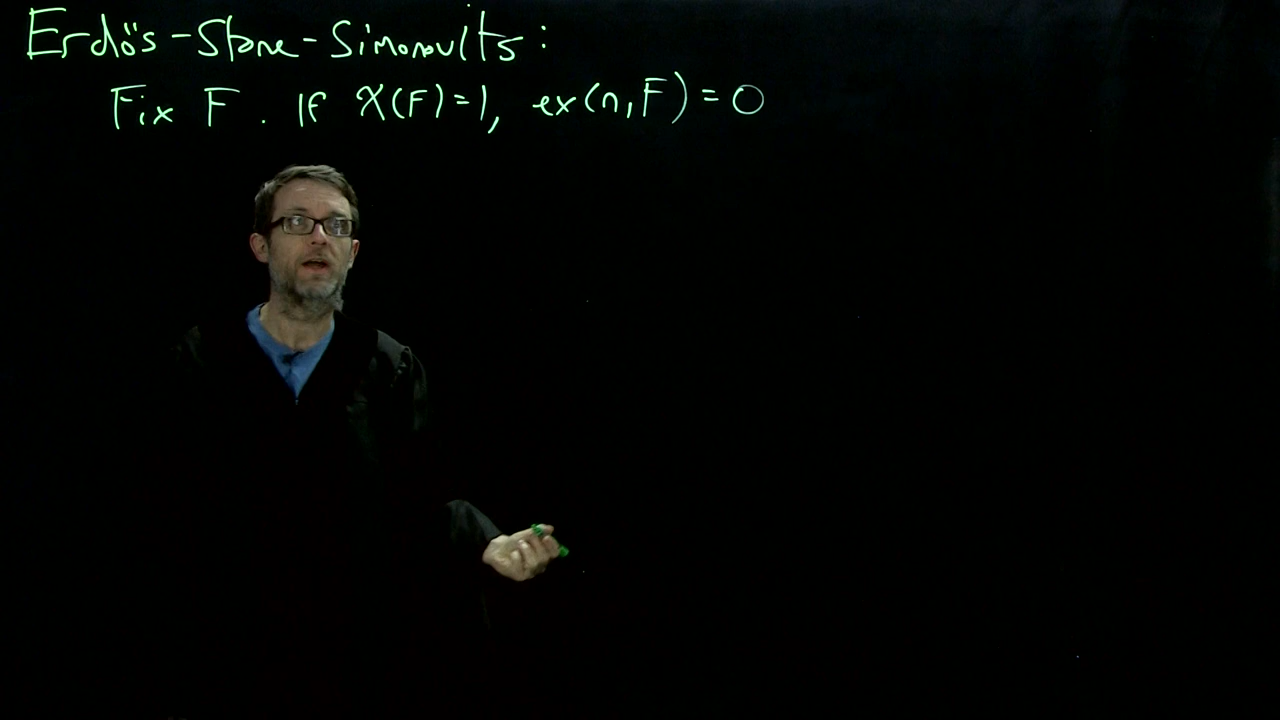 Erdös-Stone-Simonovits:
Fix F. If χ(F)=1, ex(n,F)=0